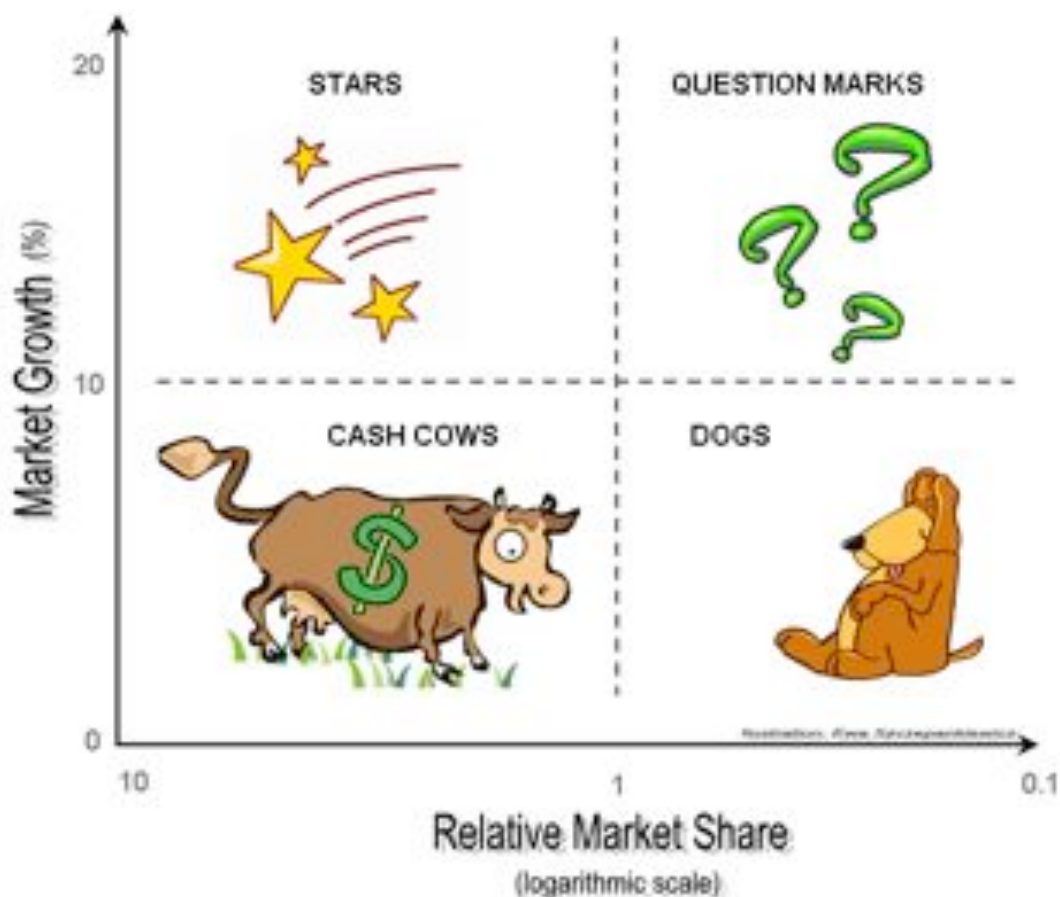 20
STARS
QUESTION MARKS
Market Growth (%)
10
CASH COWS
DOGS
$
0
10
1
0.1
Relative Market Share
(logarithmic scale)